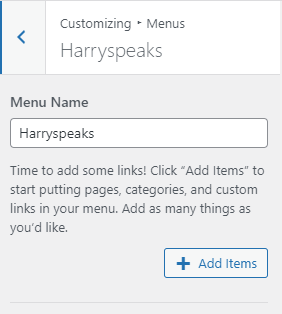 Customizing ▸ Menus
Harryspeaks
Menu Name
Harryspeaks
Time to add some links! Click “Add Items” to
start putting pages, categories, and custom
links in your menu. Add as many things as
you’d like.
+ Add Items